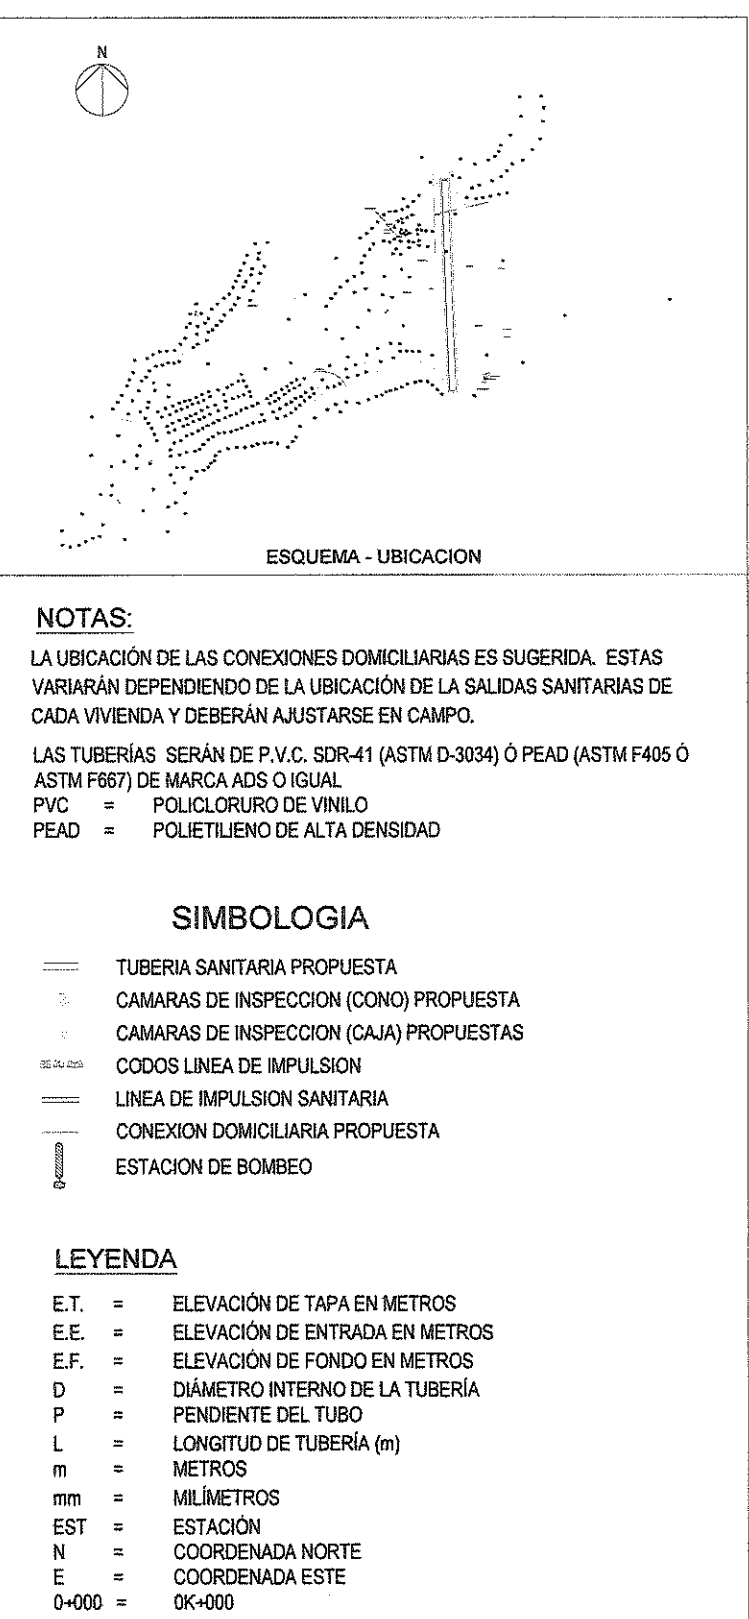 N
ESQUEMA - UBICACION
NOTAS:
LA UBICACIÓN DE LAS CONEXIONES DOMICILIARIAS ES SUGERIDA. ESTAS
VARIARÁN DEPENDIENDO DE LA UBICACIÓN DE LA SALIDAS SANITARIAS DE
CADA VIVIENDA Y DEBERÁN AJUSTARSE EN CAMPO.
LAS TUBERÍAS SERÁN DE P.V.C. SDR-41 (ASTM D-3034) Ó PEAD (ASTM F405 Ó
ASTM F667) DE MARCA ADS O IGUAL
PVC = POLICLORURO DE VINILO
PEAD = POLIETILIENO DE ALTA DENSIDAD
SIMBOLOGIA
TUBERIA SANITARIA PROPUESTA
CAMARAS DE INSPECCION (CONO) PROPUESTA
CAMARAS DE INSPECCION (CAJA) PROPUESTAS
CODOS LINEA DE IMPULSION
LINEA DE IMPULSION SANITARIA
CONEXION DOMICILIARIA PROPUESTA
ESTACION DE BOMBEO
LEYENDA
E.T. = ELEVACIÓN DE TAPA EN METROS
E.E. = ELEVACIÓN DE ENTRADA EN METROS
E.F. = ELEVACIÓN DE FONDO EN METROS
D = DIÁMETRO INTERNO DE LA TUBERÍA
P = PENDIENTE DEL TUBO
L = LONGITUD DE TUBERÍA (m)
m = METROS
mm = MILÍMETROS
EST = ESTACIÓN
N = COORDENADA NORTE
E = COORDENADA ESTE
0+000 = 0K+000